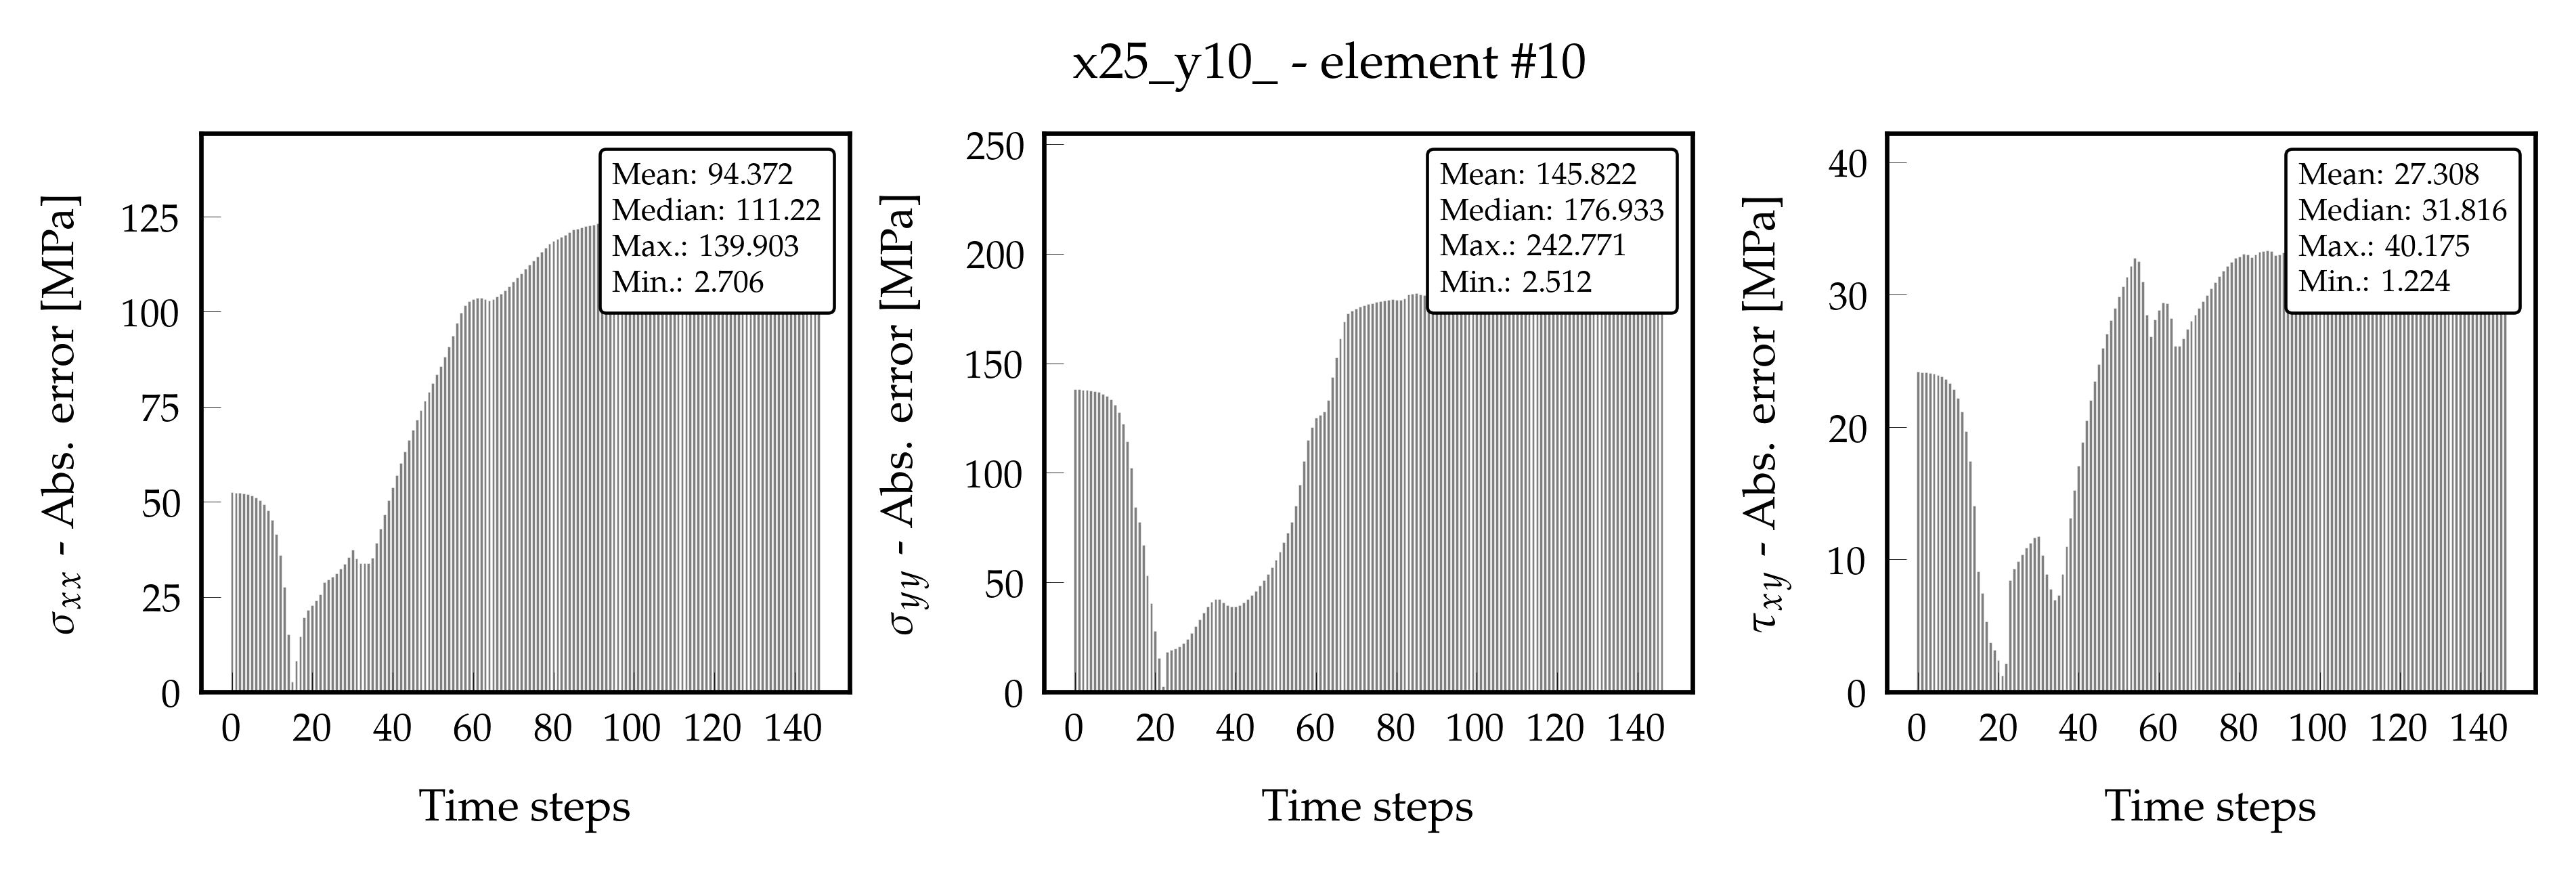 x25_y10_ - element #10
σxx - Abs. error [MPa]
125
100
75
50
25
0
Mean: 94.372
Median: 111.22
Max.: 139.903
Min.: 2.706
0 20 40 60 80 100 120 140
Time steps
σyy - Abs. error [MPa]
250
200
150
100
50
0
Mean: 145.822
Median: 176.933
Max.: 242.771
Min.: 2.512
0 20 40 60 80 100 120 140
Time steps
τxy - Abs. error [MPa]
40
30
20
10
0
Mean: 27.308
Median: 31.816
Max.: 40.175
Min.: 1.224
0 20 40 60 80 100 120 140
Time steps